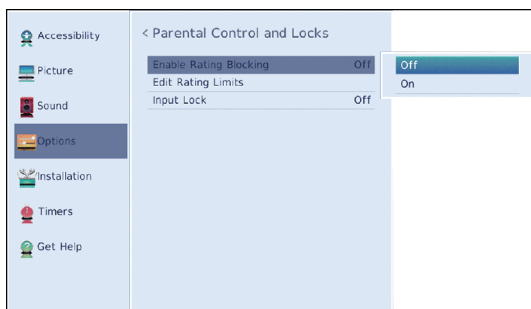 Accessibility
Picture
Sound
Options
Installation
Timers
Get Help
< Parental Control and Locks
Enable Rating Blocking Off
Edit Rating Limits
Input Lock Off
Off
On